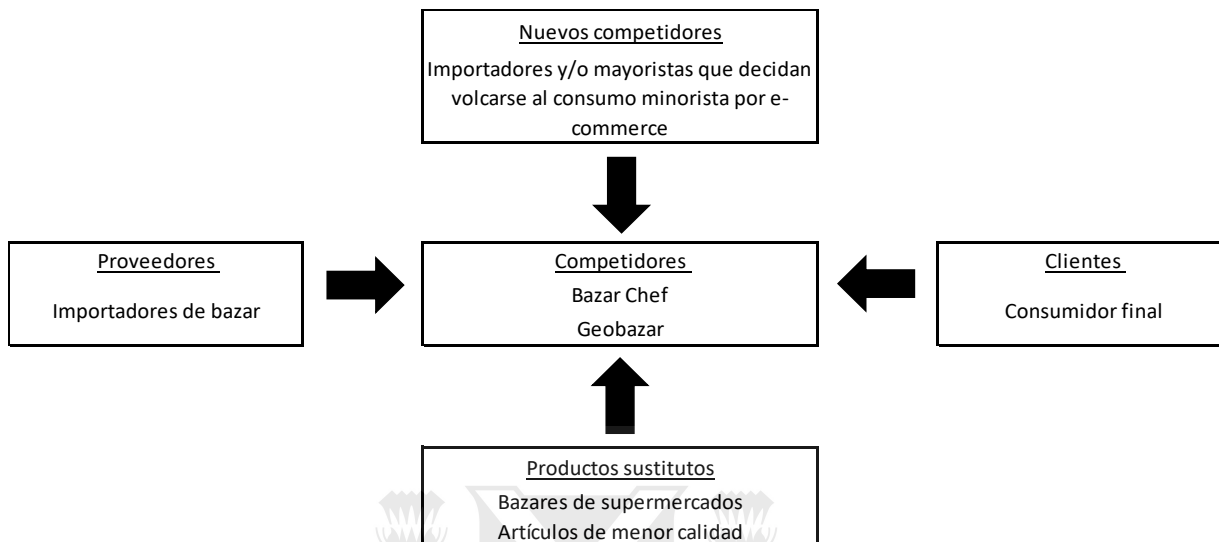 Nuevos competidores
Importadores y/o mayoristas que decidan
volcarse al consumo minorista por e-
commerce
Proveedores
Importadores de bazar
Competidores
Bazar Chef
Geobazar
Clientes
Consumidor final
Productos sustitutos
Bazares de supermercados
Artículos de menor calidad